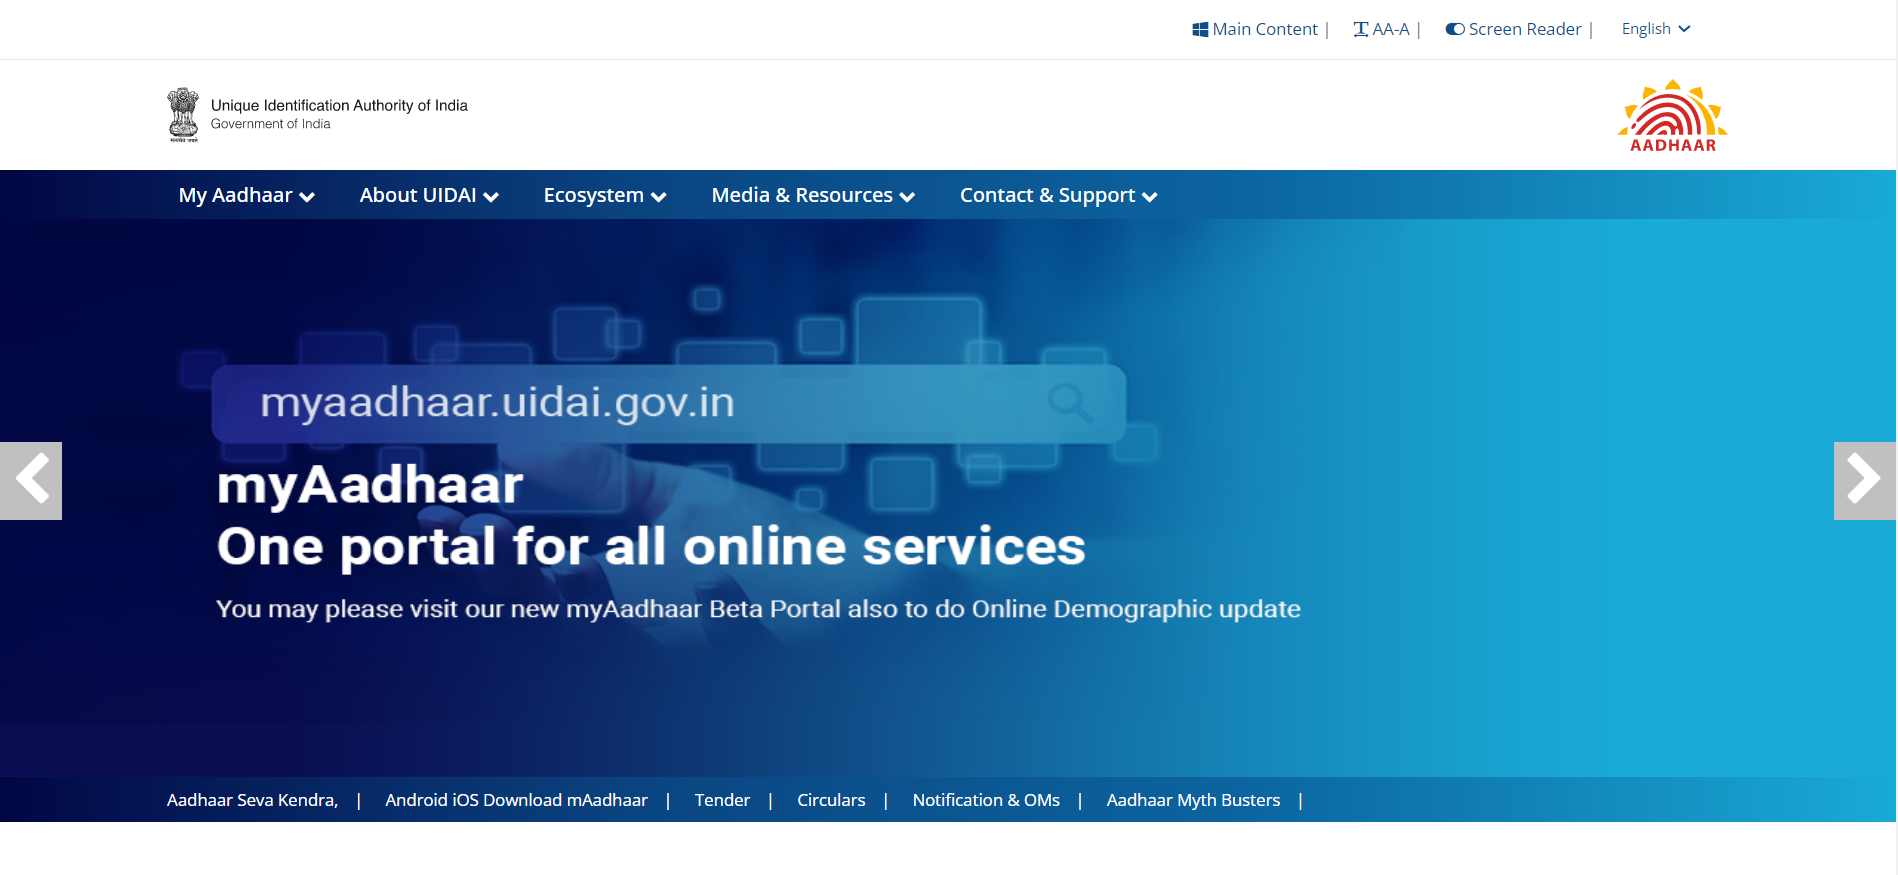 Main Content |
AA-A |
Screen Reader |
English
Unique Identification Authority of India
Government of India
सत्यमेव जयते
AADHAAR
My Aadhaar
About UIDAI
Ecosystem
Media & Resources
Contact & Support
myaadhaar.uidai.gov.in
myAadhaar
One portal for all online services
You may please visit our new myAadhaar Beta Portal also to do Online Demographic update
Aadhaar Seva Kendra, | Android iOS Download mAadhaar | Tender | Circulars | Notification & OMs | Aadhaar Myth Busters |